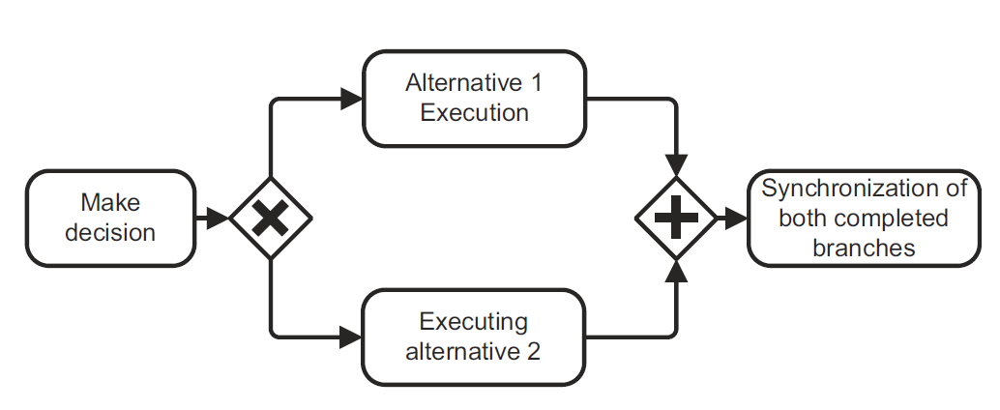 Make
decision
Alternative 1
Execution
Executing
alternative 2
Synchronization of
both completed
branches